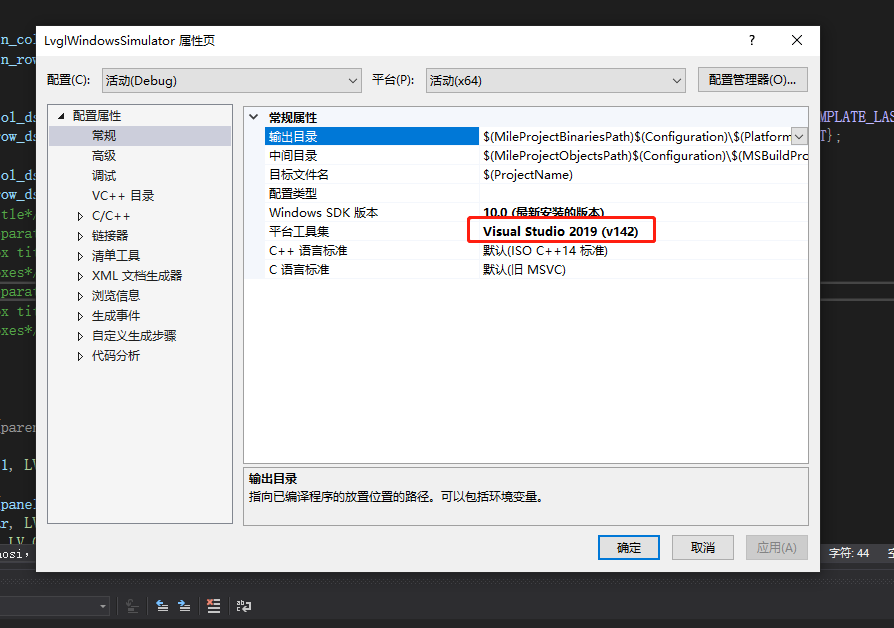 LvglWindowsSimulator 属性页
?
配置(C):
活动(Debug)
平台(P):
活动(x64)
配置管理器(O)...
配置属性
常规
高级
调试
VC++ 目录
C/C++
链接器
清单工具
XML 文档生成器
浏览信息
生成事件
自定义生成步骤
代码分析
常规属性
输出目录 $(MileProjectBinariesPath)$(Configuration)\$(Platform
中间目录 $(MileProjectObjectsPath)$(Configuration)\$(MSBuildPro
目标文件名 $(ProjectName)
配置类型
Windows SDK 版本 10.0 (最新安装的版本)
平台工具集 Visual Studio 2019 (v142)
C++ 语言标准 默认(ISO C++14 标准)
C 语言标准 默认(旧 MSVC)
输出目录
指向已编译程序的放置位置的路径。可以包括环境变量。
确定
取消
应用(A)
n_col
n_row
ol_ds
MPLATE_LAS
row_ds
T};
ol_ds
row_ds
tle*/
parat
x tit
oxes*/
parat
x tit
oxes*/
paren
1, LV
panel
r, LV
LV_G
nosi,
字符: 44